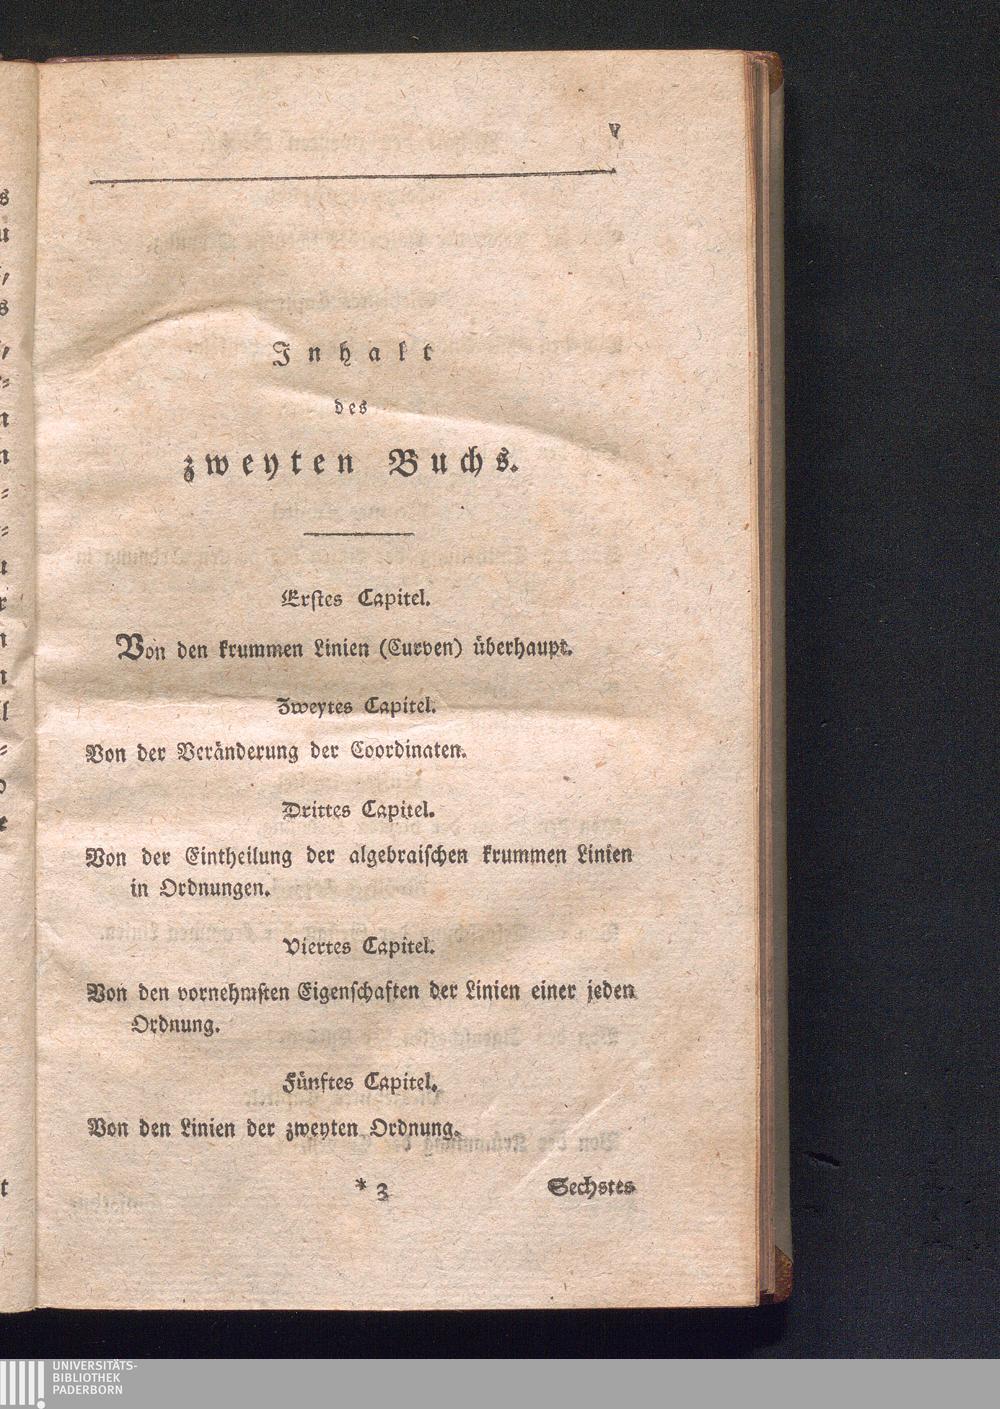 V
Inhalt
des
zweyten Buchs.
Erstes Capitel.
Von den krummen Linien (Curven) überhaupt.
Zweytes Capitel.
Von der Veränderung der Coordinaten.
Drittes Capitel.
Von der Eintheilung der algebraischen krummen Linien
in Ordnungen.
Viertes Capitel.
Von den vornehmsten Eigenschaften der Linien einer jeden
Ordnung.
Fünftes Capitel.
Von den Linien der zweyten Ordnung.
* 3
Sechstes
UNIVERSITÄTS-
BIBLIOTHEK
PADERBORN